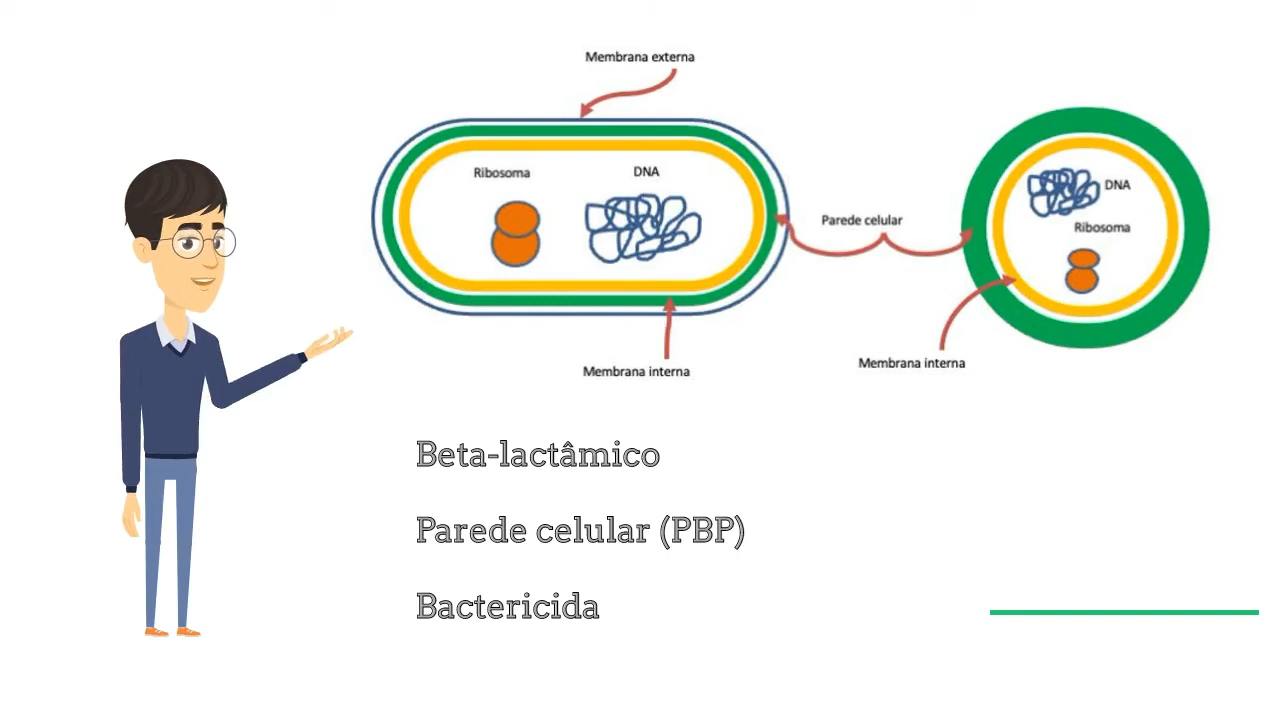 Membrana externa
Ribosoma
DNA
Parede celular
DNA
Ribosoma
Membrana interna
Membrana interna
Beta-lactâmico
Parede celular (PBP)
Bactericida